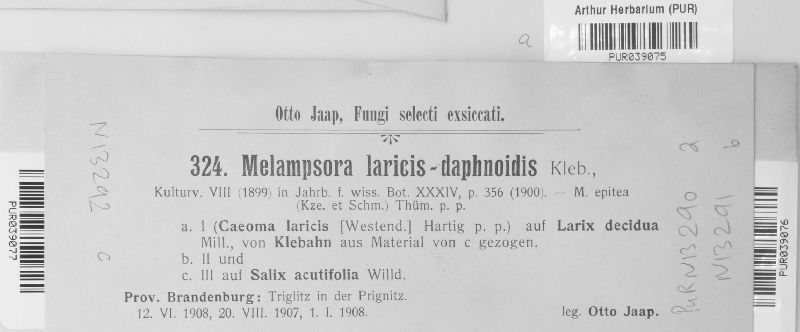 Arthur Herbarium (PUR)
PUR039075
a
Otto Jaap, Fungi selecti exsiccati.
324. Melampsora laricis-daphnoidis Kleb.,
Kulturv. VIII (1899) in Jahrb. f. wiss. Bot. XXXIV, p. 356 (1900). — M. epitea
(Kze. et Schm.) Thüm. p. p.
a. I (Caeoma laricis [Westend.] Hartig p. p.) auf Larix decidua
Mill., von Klebahn aus Material von c gezogen.
b. II und
c. III auf Salix acutifolia Willd.
Prov. Brandenburg: Triglitz in der Prignitz.
12. VI. 1908, 20. VIII. 1907, 1. I. 1908.
leg. Otto Jaap.
N13292 c
PUR N13290 a
N13291 b
PUR039077
PUR039076